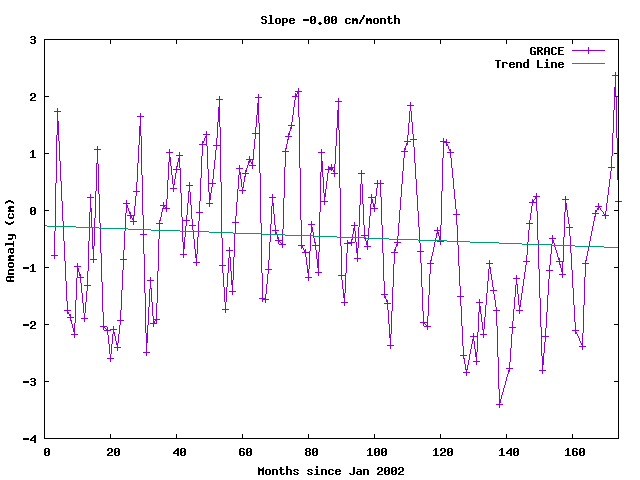 Slope -0.00 cm/month
GRACE
Trend Line
3
2
1
0
-1
-2
-3
-4
Anomaly (cm)
0 20 40 60 80 100 120 140 160
Months since Jan 2002